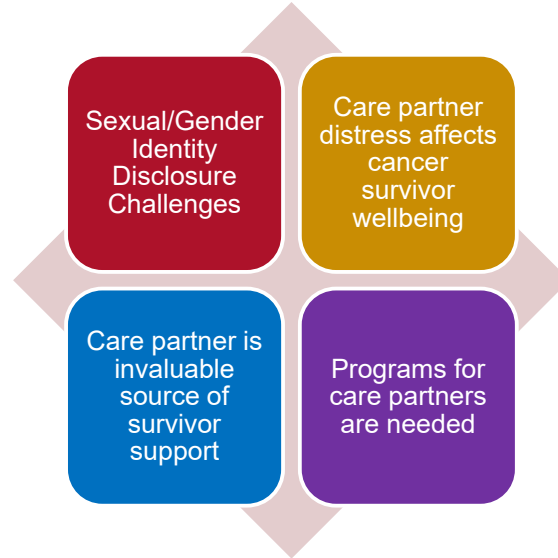 Sexual/Gender
Identity
Disclosure
Challenges
Care partner
distress affects
cancer
survivor
wellbeing
Care partner is
invaluable
source of
survivor
support
Programs for
care partners
are needed